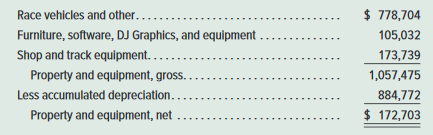 Race vehicles and other.................................... $ 778,704
Furniture, software, DJ Graphics, and equipment .............. 105,032
Shop and track equipment.................................. 173,739
Property and equipment, gross............................ 1,057,475
Less accumulated depreciation.............................. 884,772
Property and equipment, net .............................. $ 172,703